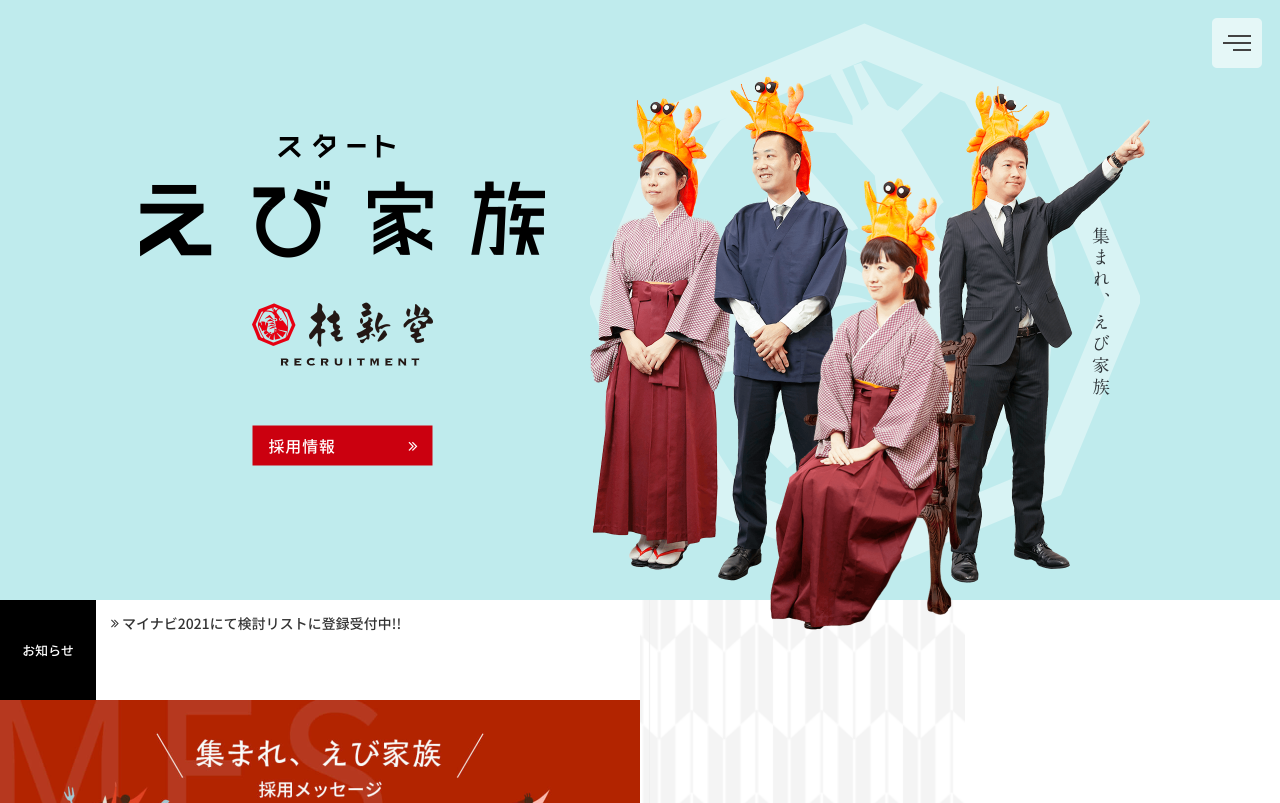 スタート
えび家族
桂新堂
RECRUITMENT
採用情報
集まれ、えび家族
お知らせ
マイナビ2021にて検討リストに登録受付中!!
MES
集まれ、えび家族
採用メッセージ